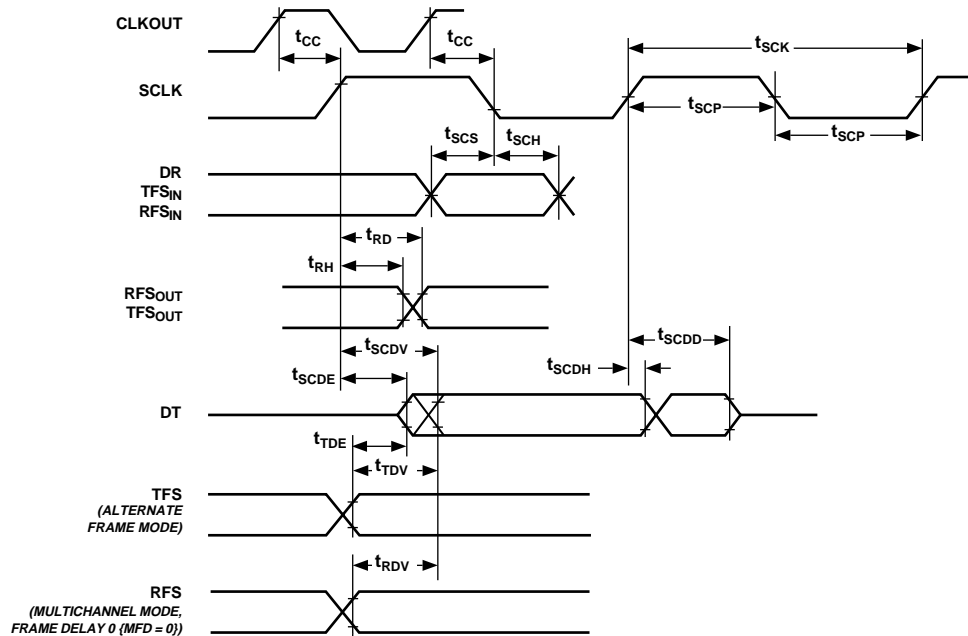 CLKOUT
tCC
tCC
tSCK
SCLK
tSCP
tSCP
tSCS
tSCH
DR
TFSIN
RFSIN
tRD
tRH
RFSOUT
TFSOUT
tSCDV
tSCDD
tSCDH
tSCDE
DT
tTDE
tTDV
TFS
(ALTERNATE
FRAME MODE)
tRDV
RFS
(MULTICHANNEL MODE,
FRAME DELAY 0 {MFD = 0})